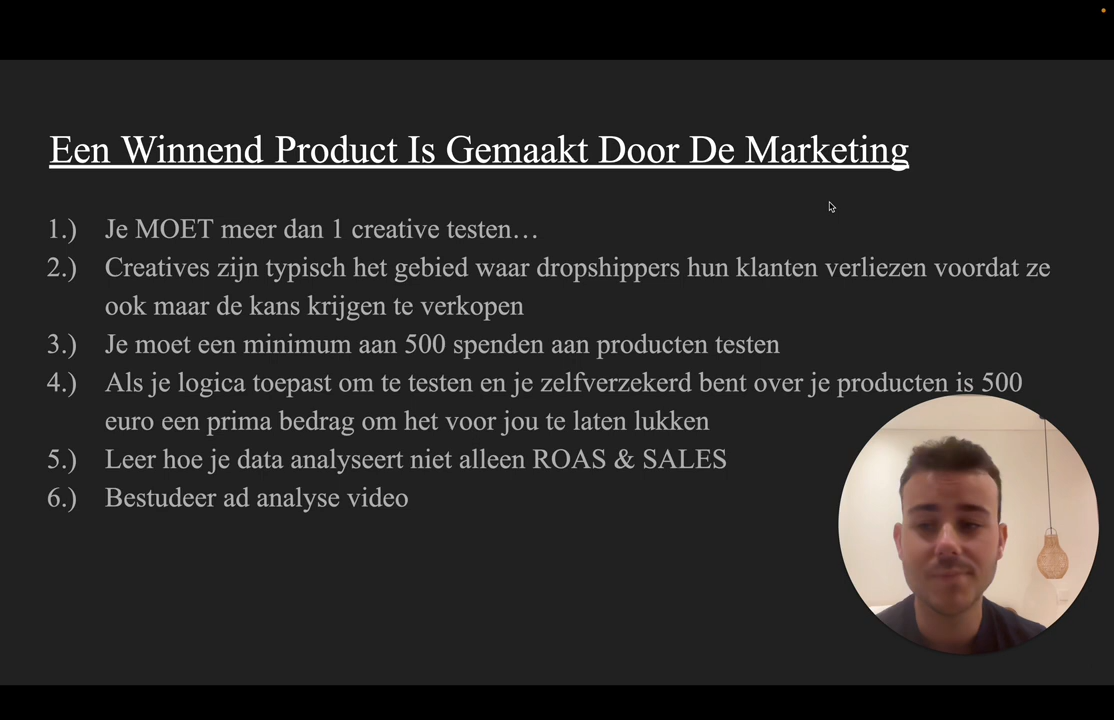 Een Winnend Product Is Gemaakt Door De Marketing
1.) Je MOET meer dan 1 creative testen…
2.) Creatives zijn typisch het gebied waar dropshippers hun klanten verliezen voordat ze
ook maar de kans krijgen te verkopen
3.) Je moet een minimum aan 500 spenden aan producten testen
4.) Als je logica toepast om te testen en je zelfverzekerd bent over je producten is 500
euro een prima bedrag om het voor jou te laten lukken
5.) Leer hoe je data analyseert niet alleen ROAS & SALES
6.) Bestudeer ad analyse video